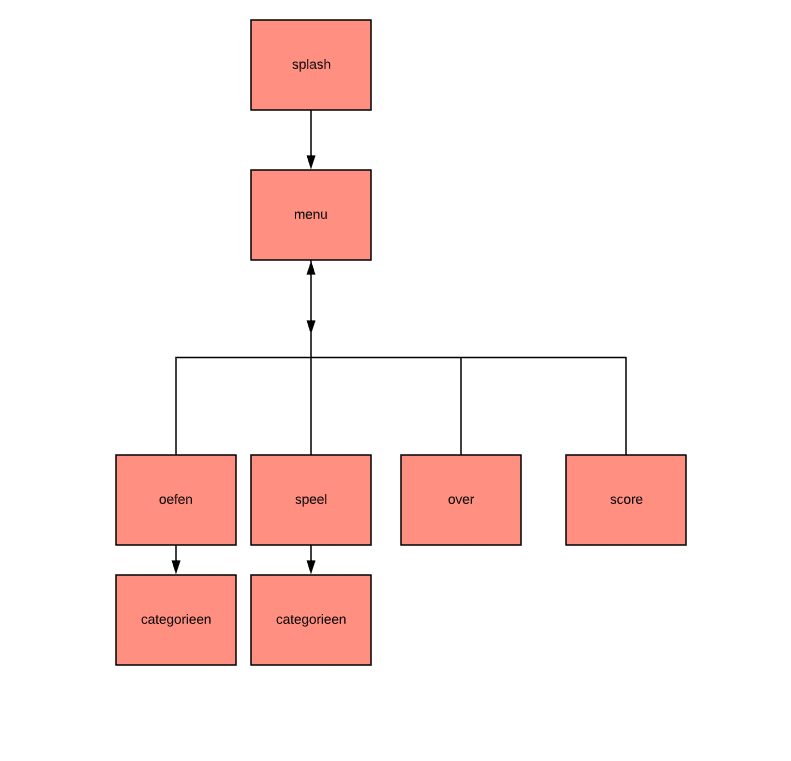 splash
menu
oefen
speel
over
score
categorieen
categorieen